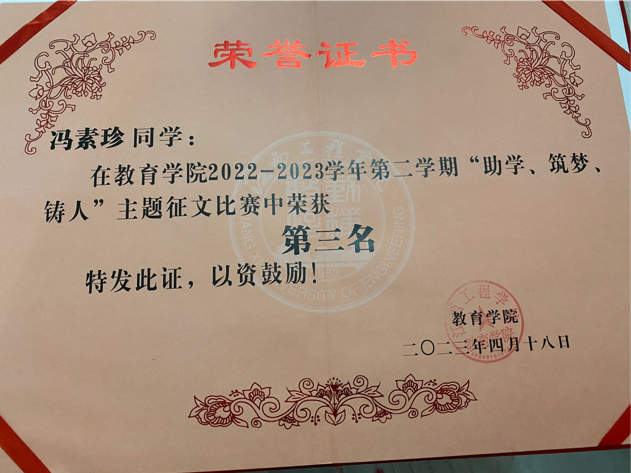 荣誉证书
冯素珍 同学：
在教育学院2022-2023学年第二学期“助学、筑梦、
铸人”主题征文比赛中荣获
第三名
特发此证，以资鼓励！
教育学院
二〇二三年四月十八日
UNIVERSITY OF ENGINEERING